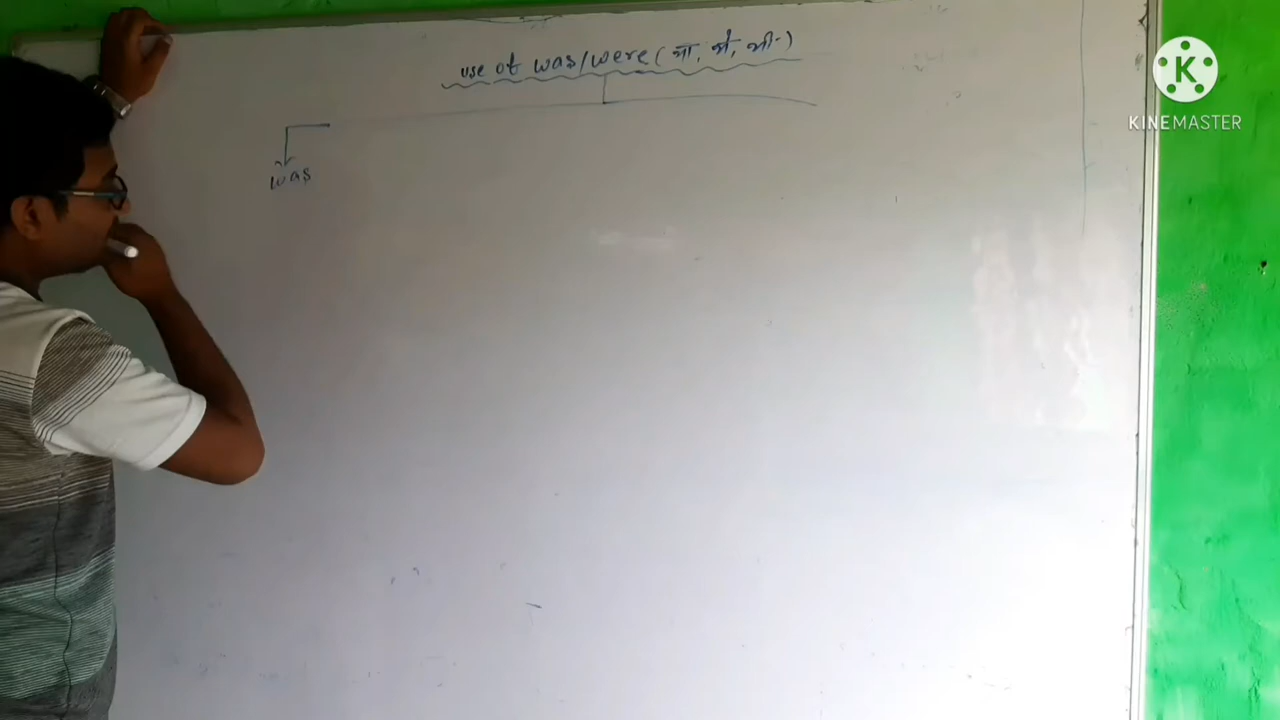 use of was/were (था, थे, थी)
was
KINEMASTER